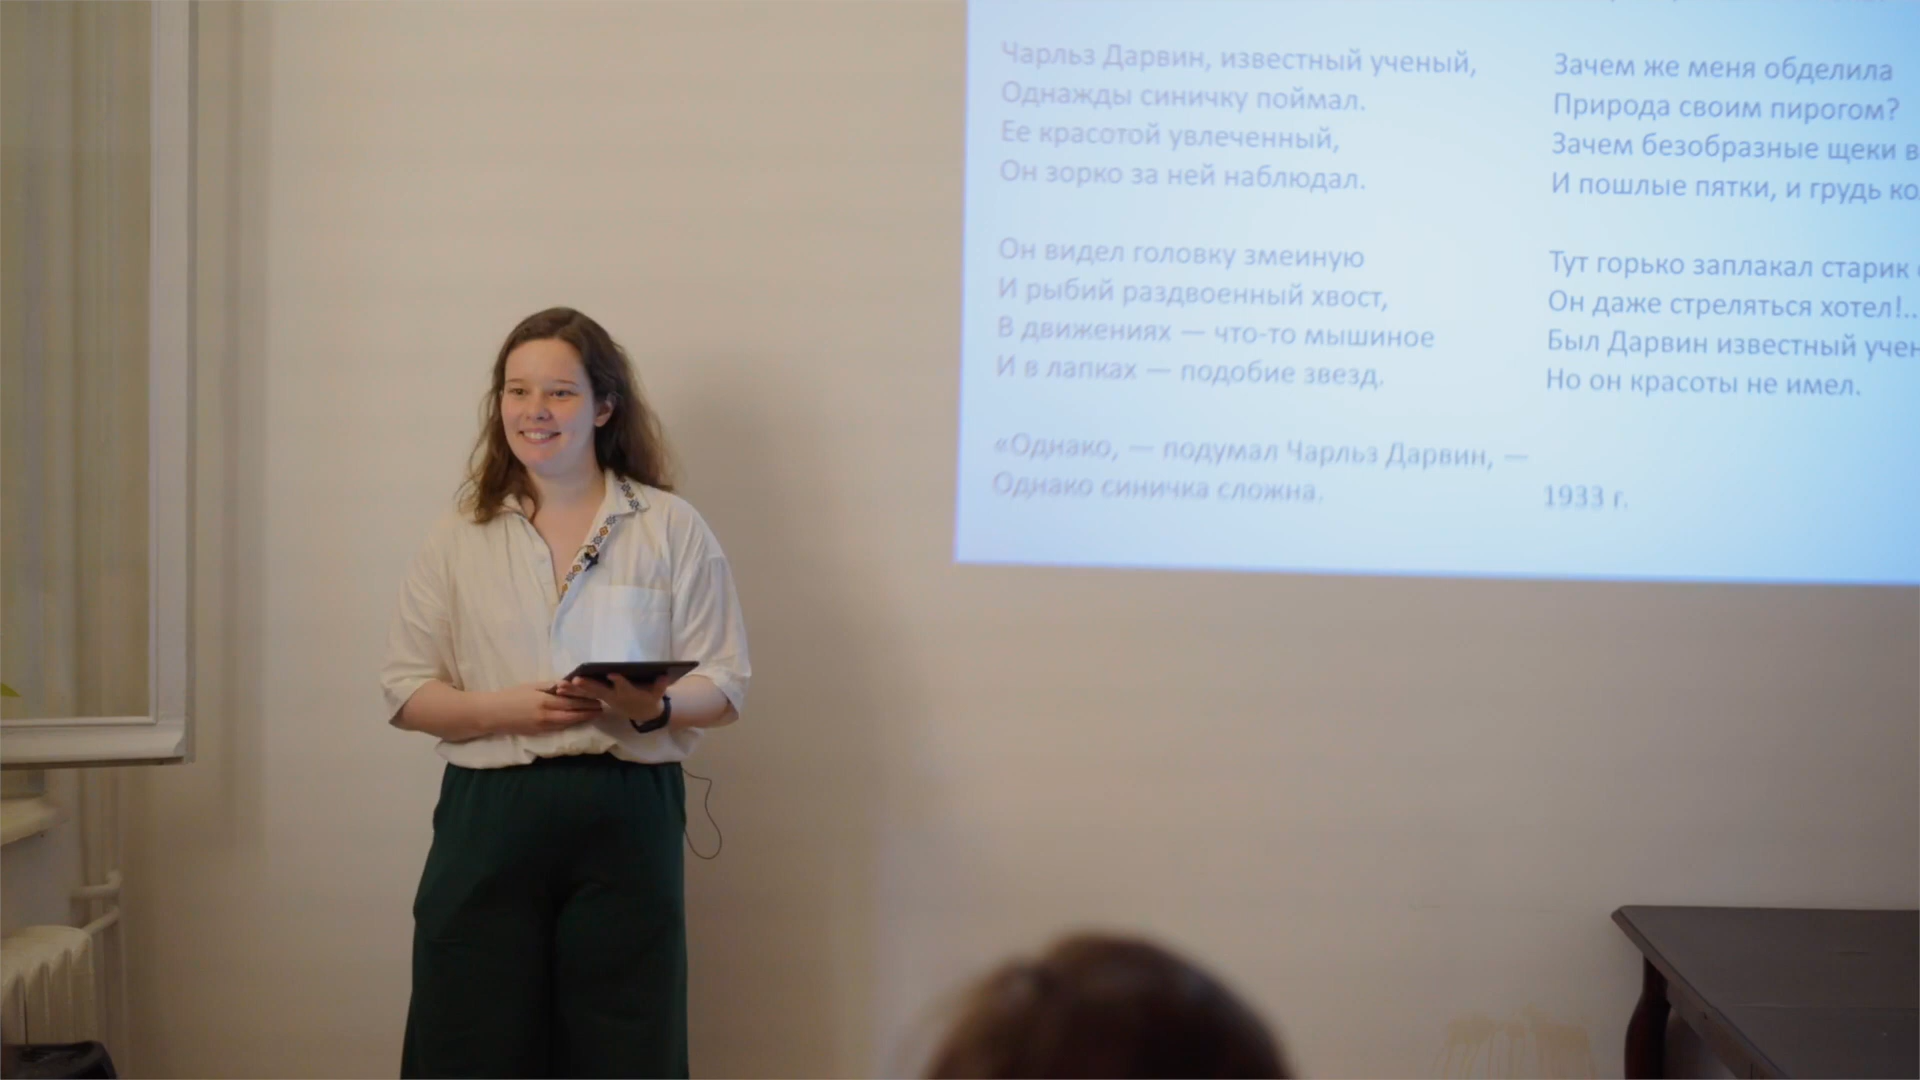 Чарльз Дарвин, известный ученый,
Однажды синичку поймал.
Ее красотой увлеченный,
Он зорко за ней наблюдал.
Он видел головку змеиную
И рыбий раздвоенный хвост,
В движениях — что-то мышиное
И в лапках — подобие звезд.
«Однако, — подумал Чарльз Дарвин, —
Однако синичка сложна.
Зачем же меня обделила
Природа своим пирогом?
Зачем безобразные щеки в
И пошлые пятки, и грудь
Тут горько заплакал старик
Он даже стреляться хотел!..
Был Дарвин известный
Но он красоты не имел.
1933 г.